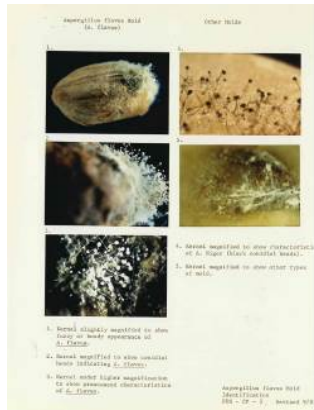 Aspergillus flavus Mold
(A. flavus)
Other Molds
1.
4.
2.
5.
3.
4. Kernel magnified to show characteristics
of A. Niger (black conidial heads).
5. Kernel magnified to show other types
of mold.
1. Kernel slightly magnified to show
fuzzy or beady appearance of
A. flavus.
2. Kernel magnified to show conidial
heads indicating A. flavus.
3. Kernel under higher magnification
to show pronounced characteristics
of A. flavus.
Aspergillus flavus Mold
Identification